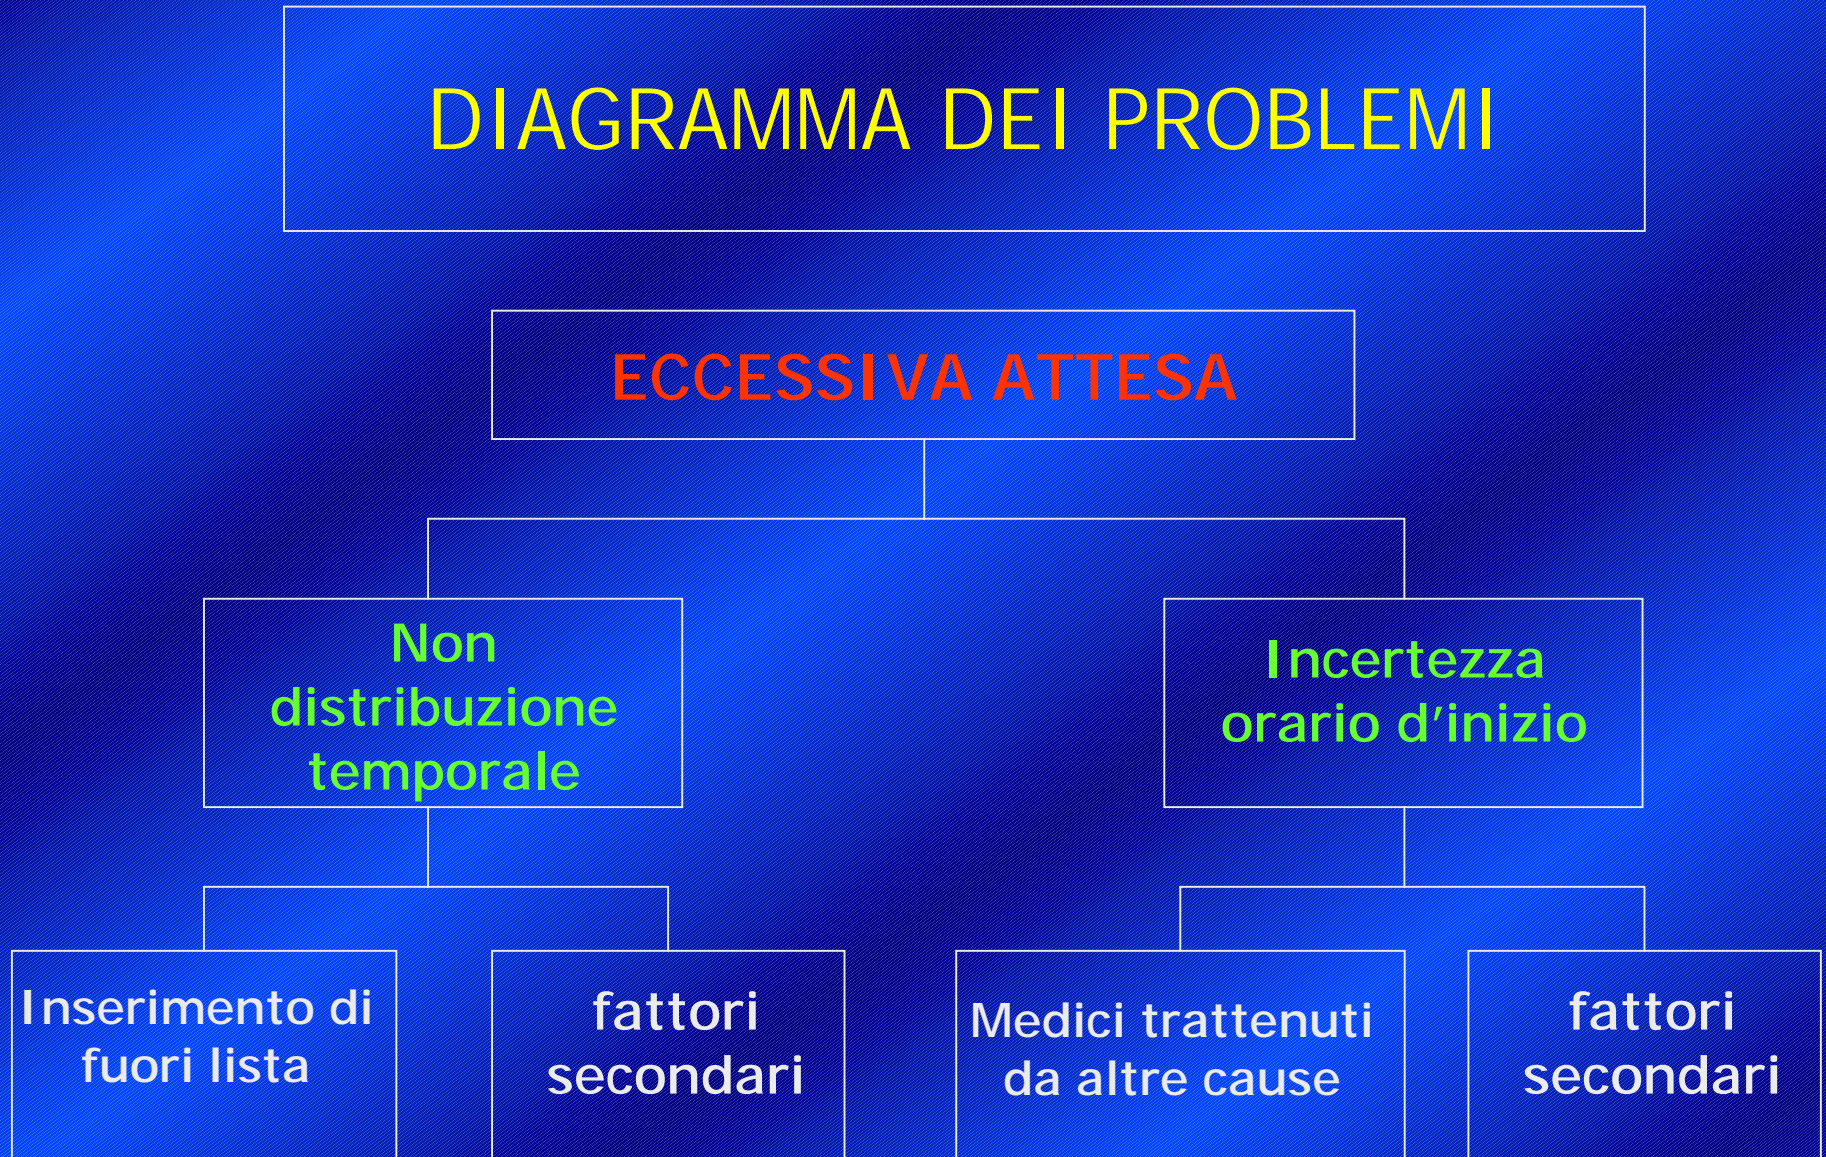 DIAGRAMMA DEI PROBLEMI
ECCESSIVA ATTESA
Non
distribuzione
temporale
Incertezza
orario d'inizio
Inserimento di
fuori lista
fattori
secondari
Medici trattenuti
da altre cause
fattori
secondari